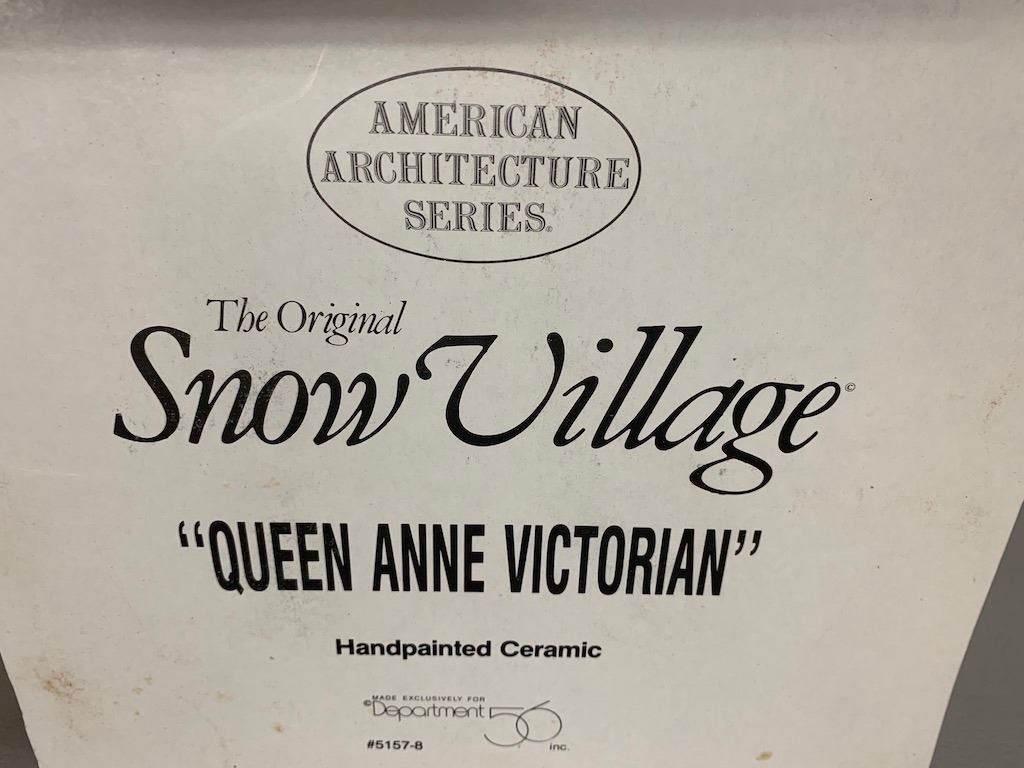 AMERICAN
ARCHITECTURE
SERIES®
The Original
Snow Village©
“QUEEN ANNE VICTORIAN”
Handpainted Ceramic
MADE EXCLUSIVELY FOR
©Department 56
#5157-8 inc.